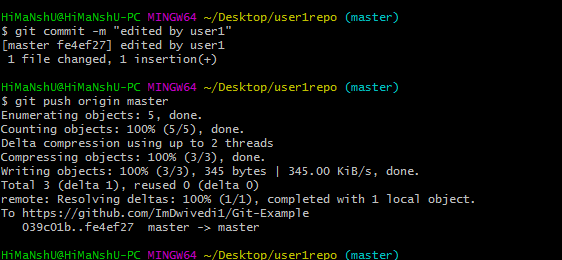 HiMaNshU@HiMaNshU-PC MINGW64 ~/Desktop/user1repo (master)
$ git commit -m "edited by user1"
[master fe4ef27] edited by user1
 1 file changed, 1 insertion(+)

HiMaNshU@HiMaNshU-PC MINGW64 ~/Desktop/user1repo (master)
$ git push origin master
Enumerating objects: 5, done.
Counting objects: 100% (5/5), done.
Delta compression using up to 2 threads
Compressing objects: 100% (3/3), done.
Writing objects: 100% (3/3), 345 bytes | 345.00 KiB/s, done.
Total 3 (delta 1), reused 0 (delta 0)
remote: Resolving deltas: 100% (1/1), completed with 1 local object.
To https://github.com/ImDwivedi1/Git-Example
   039c01b..fe4ef27  master -> master

HiMaNshU@HiMaNshU-PC MINGW64 ~/Desktop/user1repo (master)